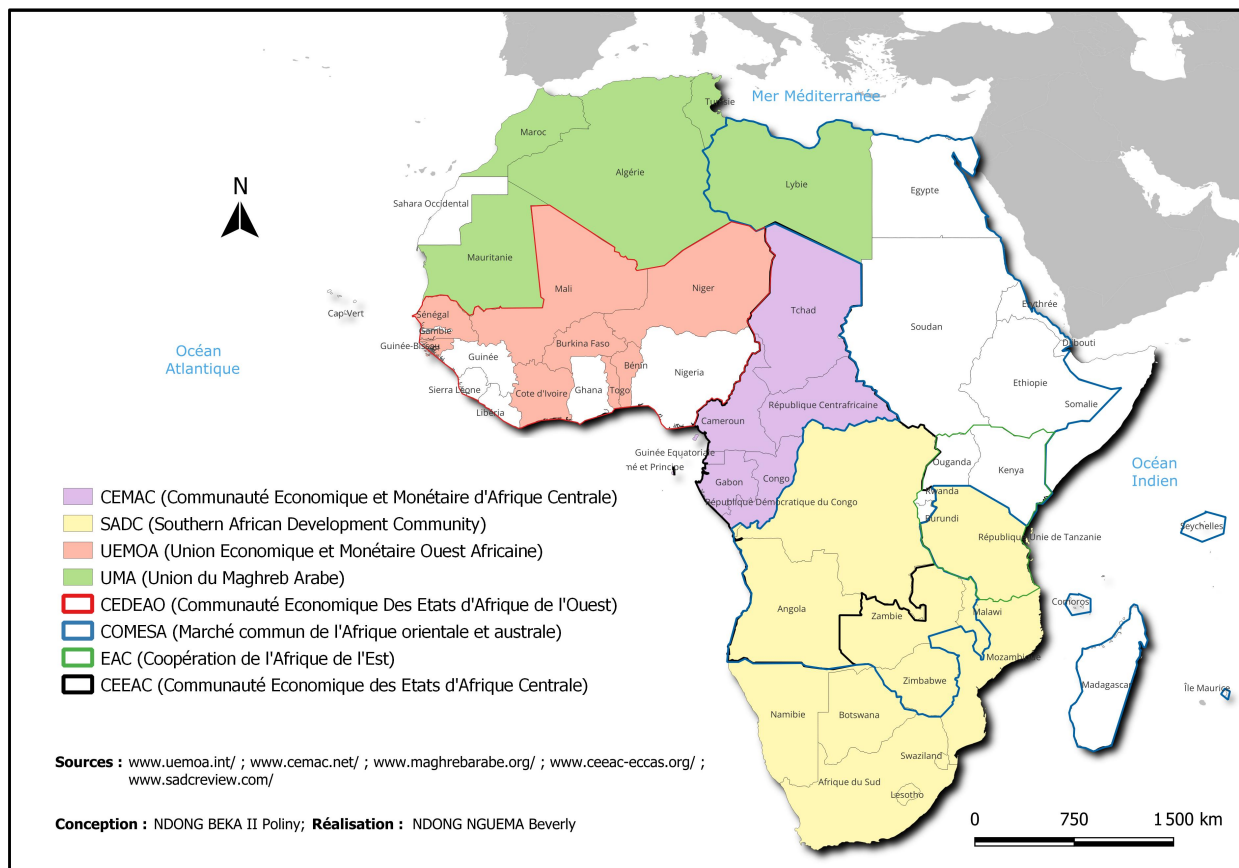 Mer Méditerranée
Tunisie
Maroc
Algérie
Lybie
Egypte
N
Sahara Occidental
Mauritanie
Mali
Niger
Tchad
Soudan
Erythrée
Cap-Vert
Sénégal
Gambie
Guinée-Bissau
Guinée
Burkina Faso
Bénin
Nigeria
Djibouti
Ethiopie
Somalie
Océan
Atlantique
Sierra Léone
Libéria
Cote d'Ivoire
Ghana
Togo
République Centrafricaine
Cameroun
Guinée Equatoriale
mé et Principe
Gabon
Congo
République Démocratique du Congo
Ouganda
Kenya
Rwanda
Burundi
République Unie de Tanzanie
Océan
Indien
Seychelles
Angola
Zambie
Malawi
Comoros
Mozambique
Zimbabwe
Madagascar
Île Maurice
Namibie
Botswana
Swaziland
Afrique du Sud
Lesotho
CEMAC (Communauté Economique et Monétaire d'Afrique Centrale)
SADC (Southern African Development Community)
UEMOA (Union Economique et Monétaire Ouest Africaine)
UMA (Union du Maghreb Arabe)
CEDEAO (Communauté Economique Des Etats d'Afrique de l'Ouest)
COMESA (Marché commun de l'Afrique orientale et australe)
EAC (Coopération de l'Afrique de l'Est)
CEEAC (Communauté Economique des Etats d'Afrique Centrale)
Sources : www.uemoa.int/ ; www.cemac.net/ ; www.maghrebarabe.org/ ; www.ceeac-eccas.org/ ;
www.sadcreview.com/
Conception : NDONG BEKA II Poliny; Réalisation : NDONG NGUEMA Beverly
0 750 1 500 km